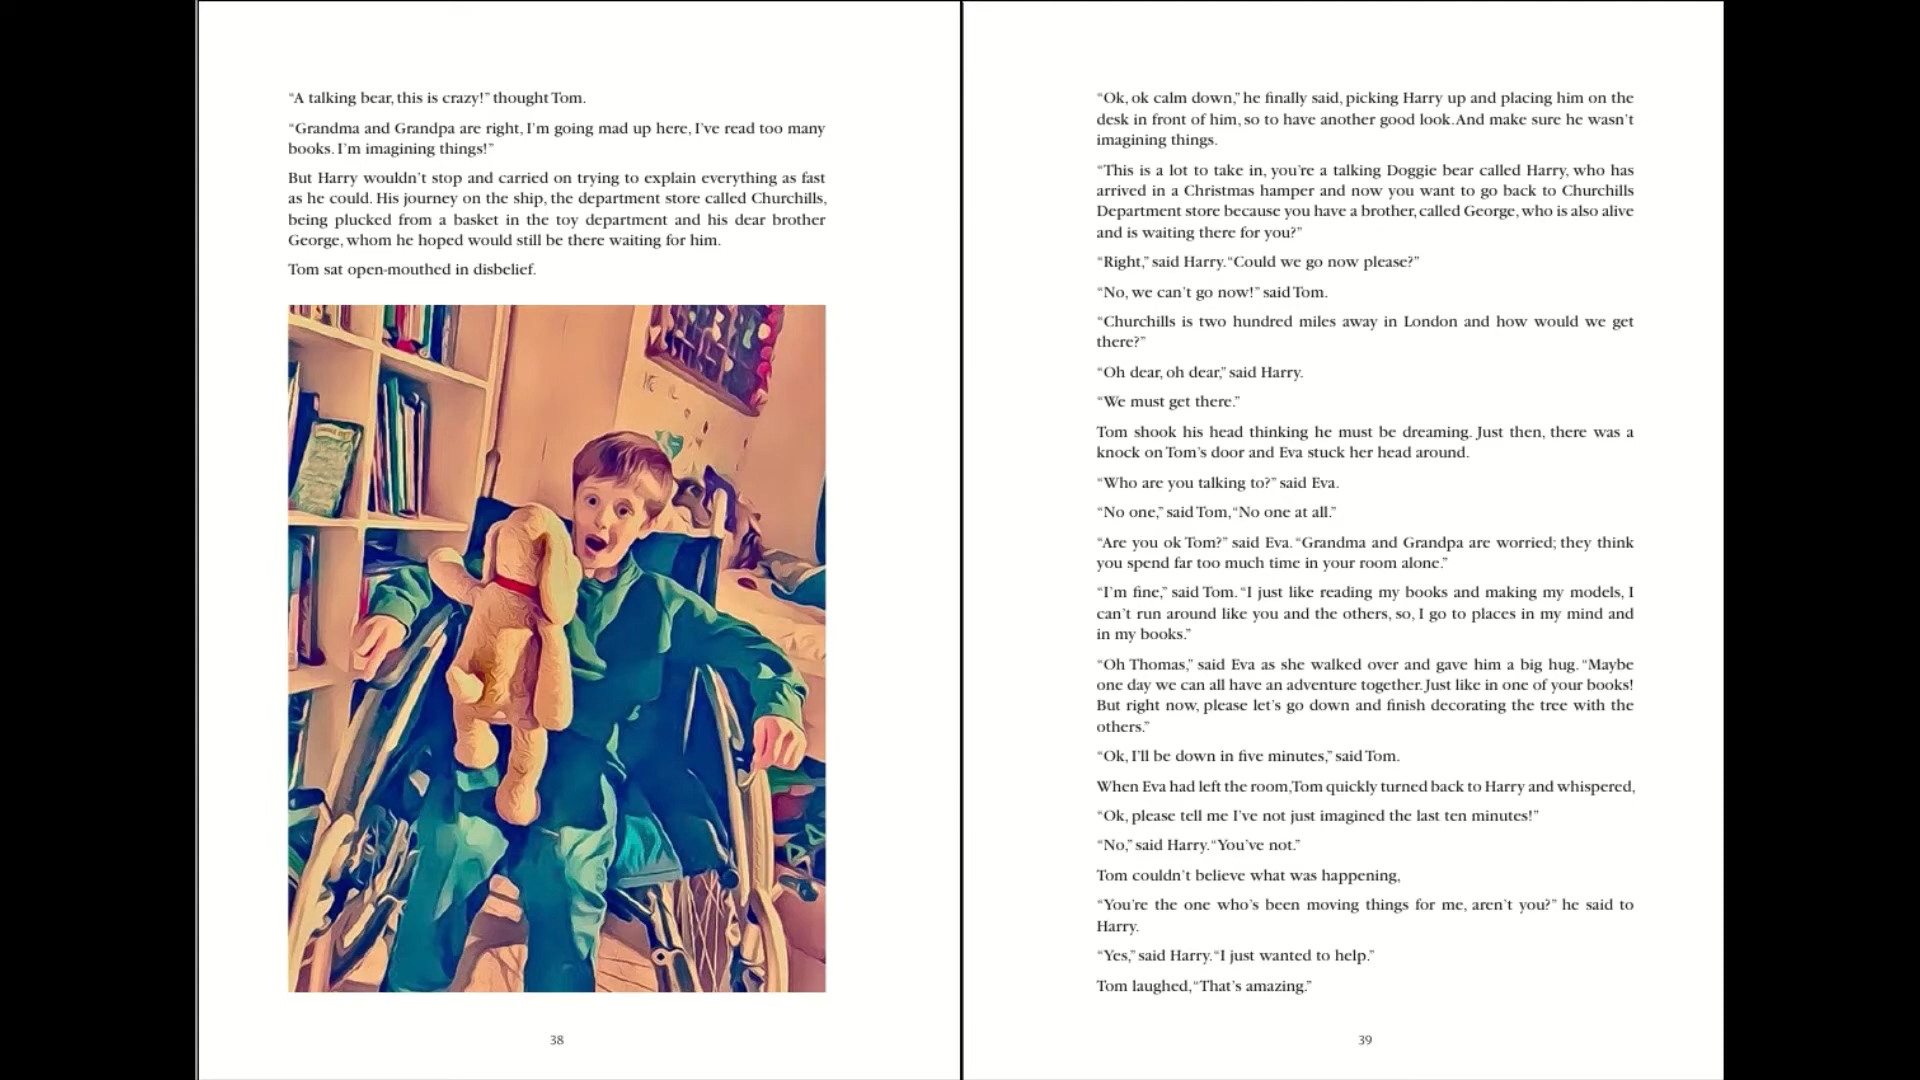 “A talking bear, this is crazy!” thought Tom.
“Grandma and Grandpa are right, I’m going mad up here, I’ve read too many
books. I’m imagining things!”
But Harry wouldn’t stop and carried on trying to explain everything as fast
as he could. His journey on the ship, the department store called Churchills,
being plucked from a basket in the toy department and his dear brother
George, whom he hoped would still be there waiting for him.
Tom sat open-mouthed in disbelief.
38
“Ok, ok calm down,” he finally said, picking Harry up and placing him on the
desk in front of him, so to have another good look. And make sure he wasn’t
imagining things.
“This is a lot to take in, you’re a talking Doggie bear called Harry, who has
arrived in a Christmas hamper and now you want to go back to Churchills
Department store because you have a brother, called George, who is also alive
and is waiting there for you?”
“Right,” said Harry. “Could we go now please?”
“No, we can’t go now!” said Tom.
“Churchills is two hundred miles away in London and how would we get
there?”
“Oh dear, oh dear,” said Harry.
“We must get there.”
Tom shook his head thinking he must be dreaming. Just then, there was a
knock on Tom’s door and Eva stuck her head around.
“Who are you talking to?” said Eva.
“No one,” said Tom, “No one at all.”
“Are you ok Tom?” said Eva. “Grandma and Grandpa are worried; they think
you spend far too much time in your room alone.”
“I’m fine,” said Tom. “I just like reading my books and making my models, I
can’t run around like you and the others, so, I go to places in my mind and
in my books.”
“Oh Thomas,” said Eva as she walked over and gave him a big hug. “Maybe
one day we can all have an adventure together. Just like in one of your books!
But right now, please let’s go down and finish decorating the tree with the
others.”
“Ok, I’ll be down in five minutes,” said Tom.
When Eva had left the room, Tom quickly turned back to Harry and whispered,
“Ok, please tell me I’ve not just imagined the last ten minutes!”
“No,” said Harry. “You’ve not.”
Tom couldn’t believe what was happening,
“You’re the one who’s been moving things for me, aren’t you?” he said to
Harry.
“Yes,” said Harry. “I just wanted to help.”
Tom laughed, “That’s amazing.”
39